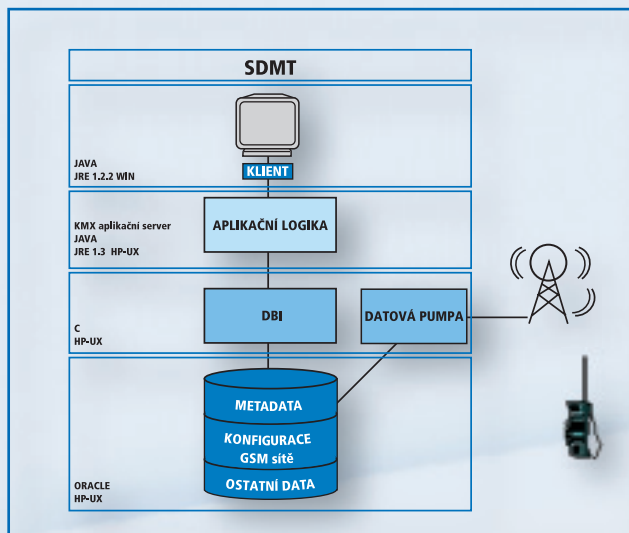 SDMT
JAVA
JRE 1.2.2 WIN
KLIENT
KMX aplikační server
JAVA
JRE 1.3 HP-UX
APLIKAČNÍ LOGIKA
C
HP-UX
DBI
DATOVÁ PUMPA
METADATA
KONFIGURACE
GSM sítě
OSTATNÍ DATA
ORACLE
HP-UX